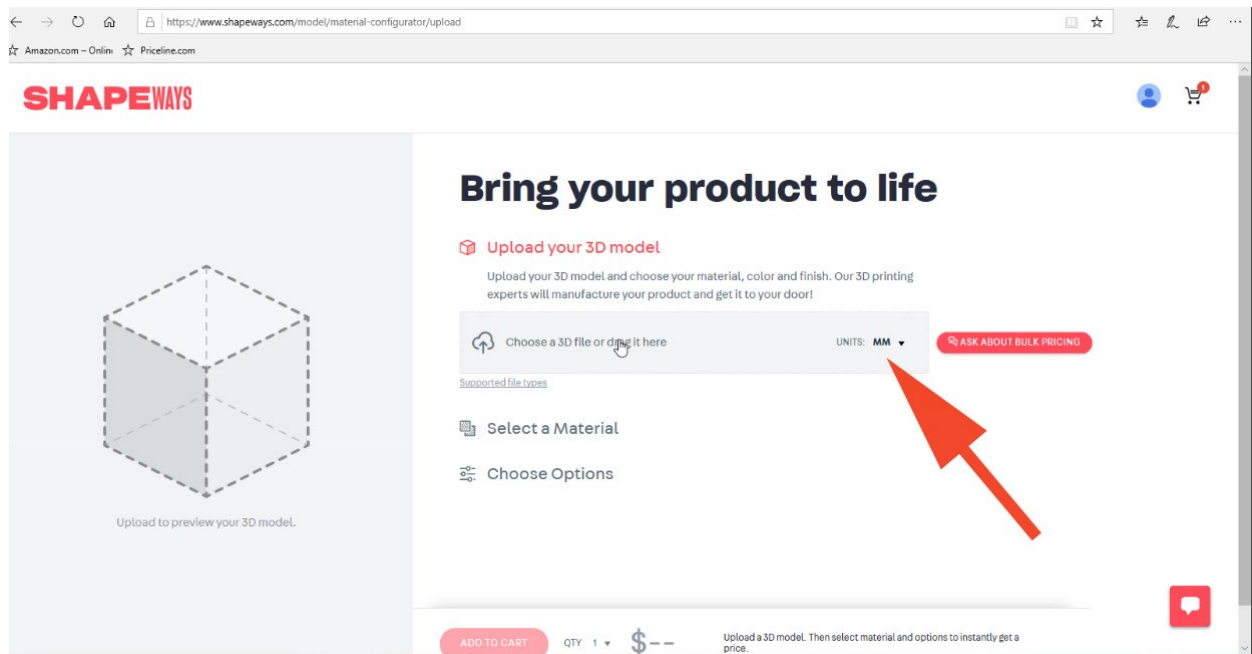 https://www.shapeways.com/model/material-configurator/upload
Amazon.com – Onlin
Priceline.com
SHAPEWAYS
1
Bring your product to life
Upload your 3D model
Upload your 3D model and choose your material, color and finish. Our 3D printing
experts will manufacture your product and get it to your door!
Choose a 3D file or drag it here
UNITS: MM
ASK ABOUT BULK PRICING
Supported file types
Select a Material
Choose Options
Upload to preview your 3D model.
ADD TO CART
QTY 1
$--
Upload a 3D model. Then select material and options to instantly get a
price.